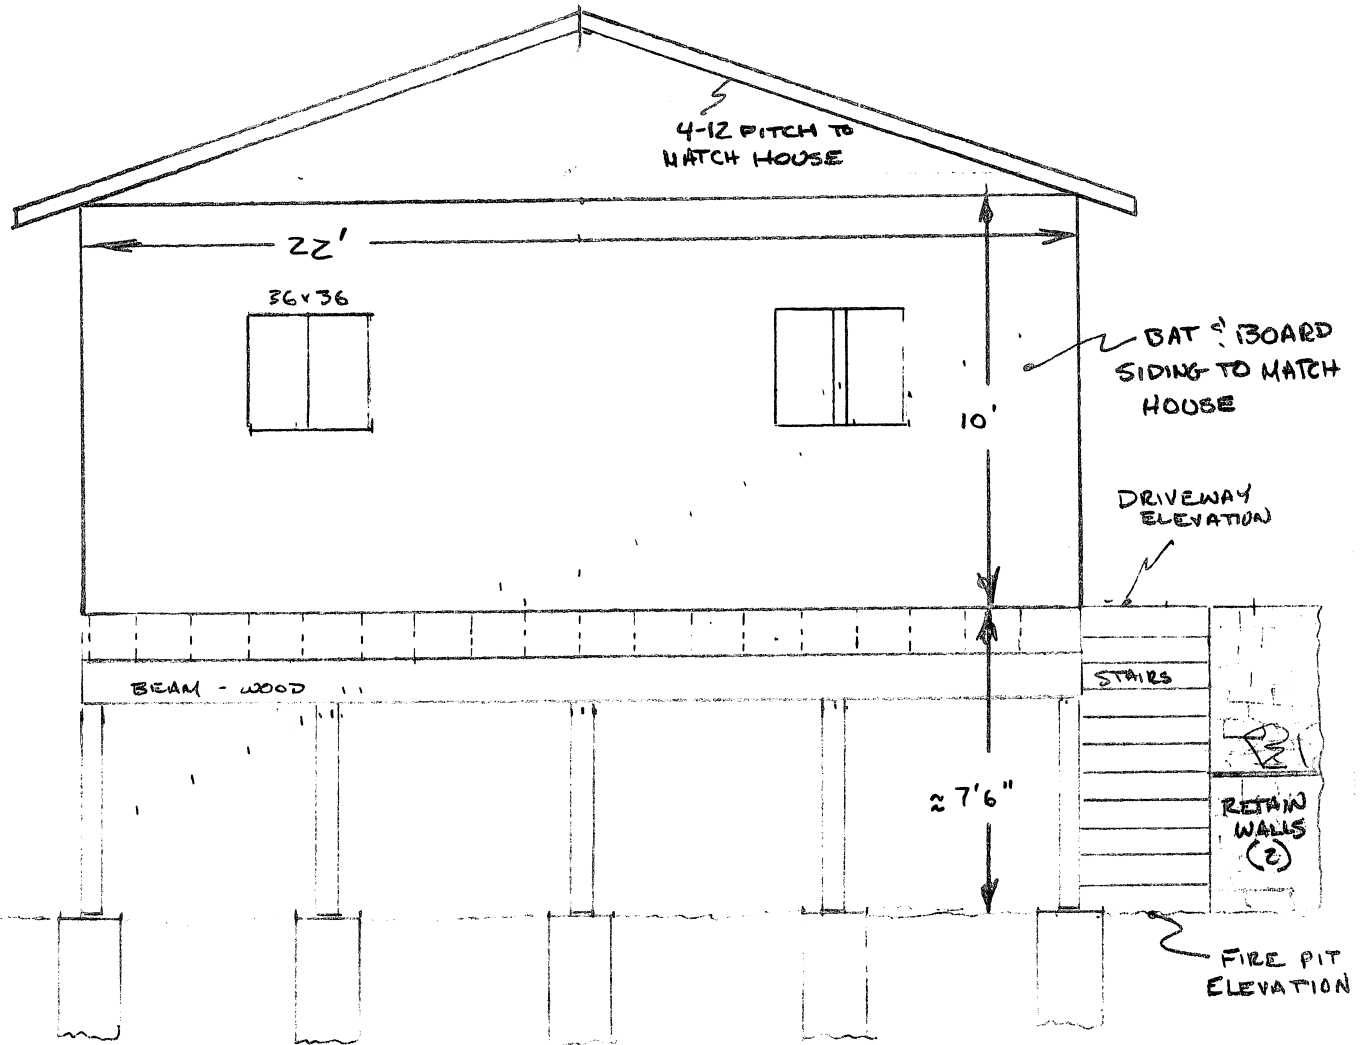 4-12 PITCH TO
MATCH HOUSE
22'
36x36
BAT & BOARD
SIDING TO MATCH
HOUSE
10'
DRIVEWAY
ELEVATION
BEAM - WOOD
STAIRS
≈ 7'6"
RETAIN
WALLS
(2)
FIRE PIT
ELEVATION